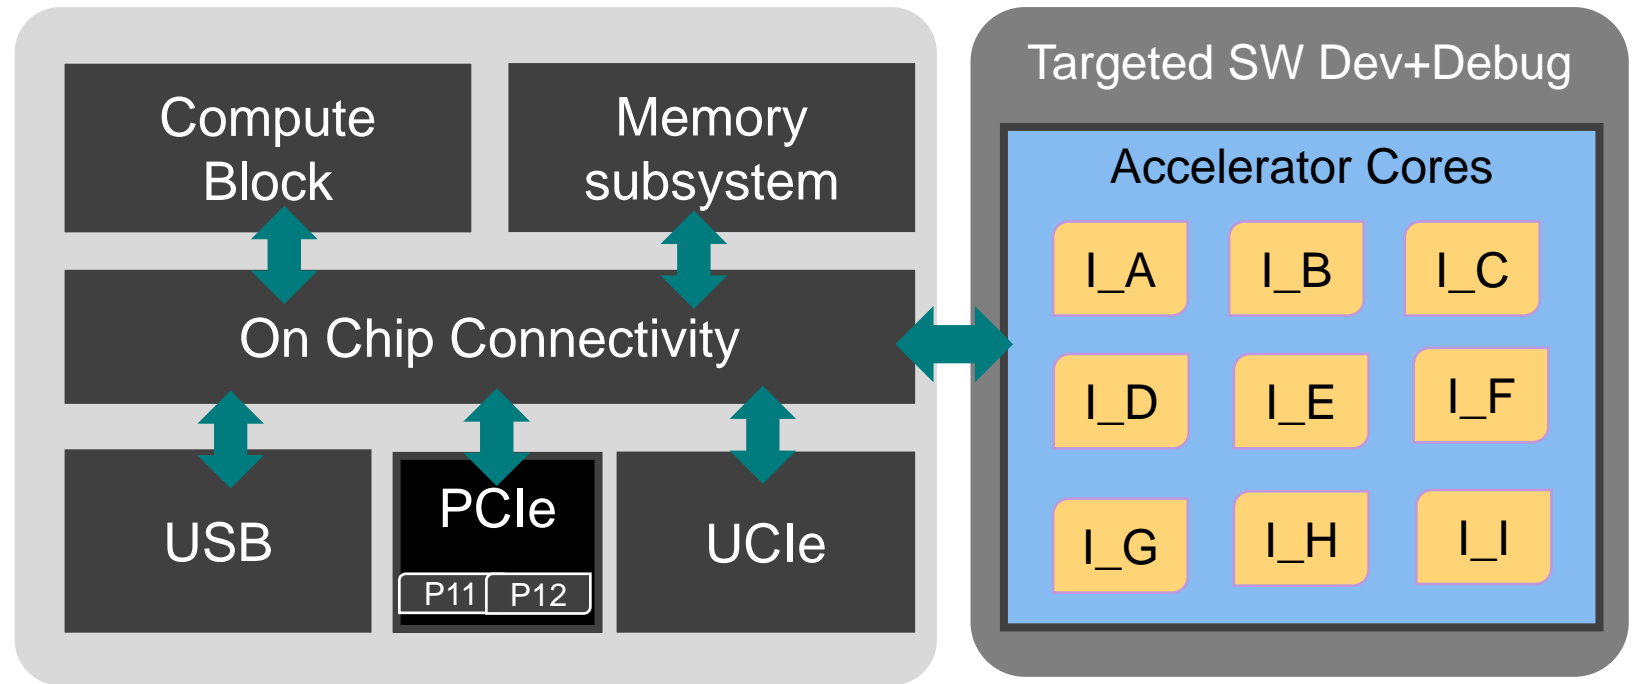 Compute
Block
Memory
subsystem
On Chip Connectivity
USB
PCIe
P11
P12
UCIe
Targeted SW Dev+Debug
Accelerator Cores
I_A
I_B
I_C
I_D
I_E
I_F
I_G
I_H
I_I